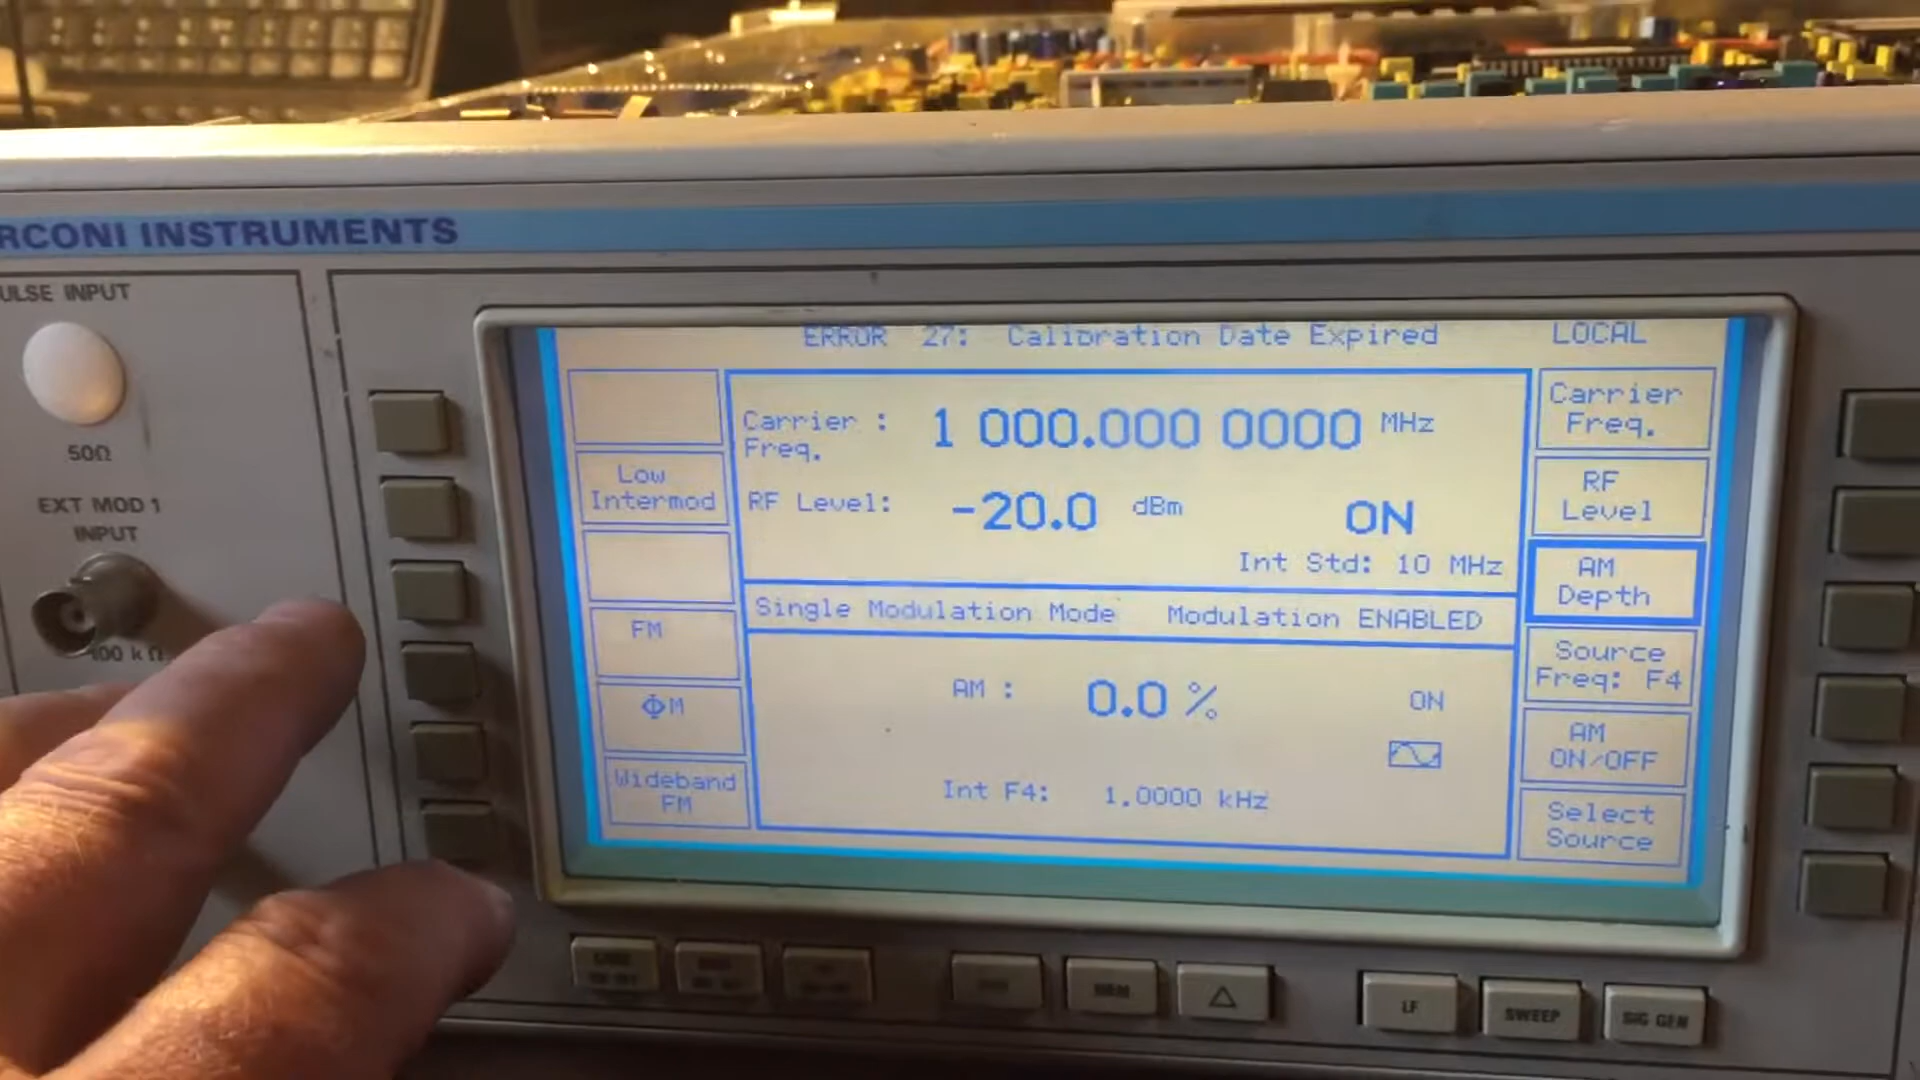 RCONI INSTRUMENTS
ULSE INPUT
50Ω
EXT MOD 1
INPUT
100 kΩ
ERROR 27: Calibration Date Expired LOCAL
Low
Intermod
FM
ΦM
Wideband
FM
Carrier :
Freq.
1 000.000 0000 MHz
RF Level: -20.0 dBm ON
Int Std: 10 MHz
Single Modulation Mode Modulation ENABLED
AM : 0.0 % ON
Int F4: 1.0000 kHz
Carrier
Freq.
RF
Level
AM
Depth
Source
Freq: F4
AM
ON/OFF
Select
Source
MEM
LF
SWEEP
SIG GEN